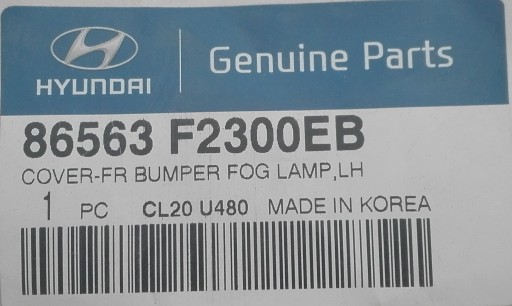 HYUNDAI Genuine Parts
86563 F2300EB
COVER-FR BUMPER FOG LAMP,LH
1 PC CL20 U480 MADE IN KOREA